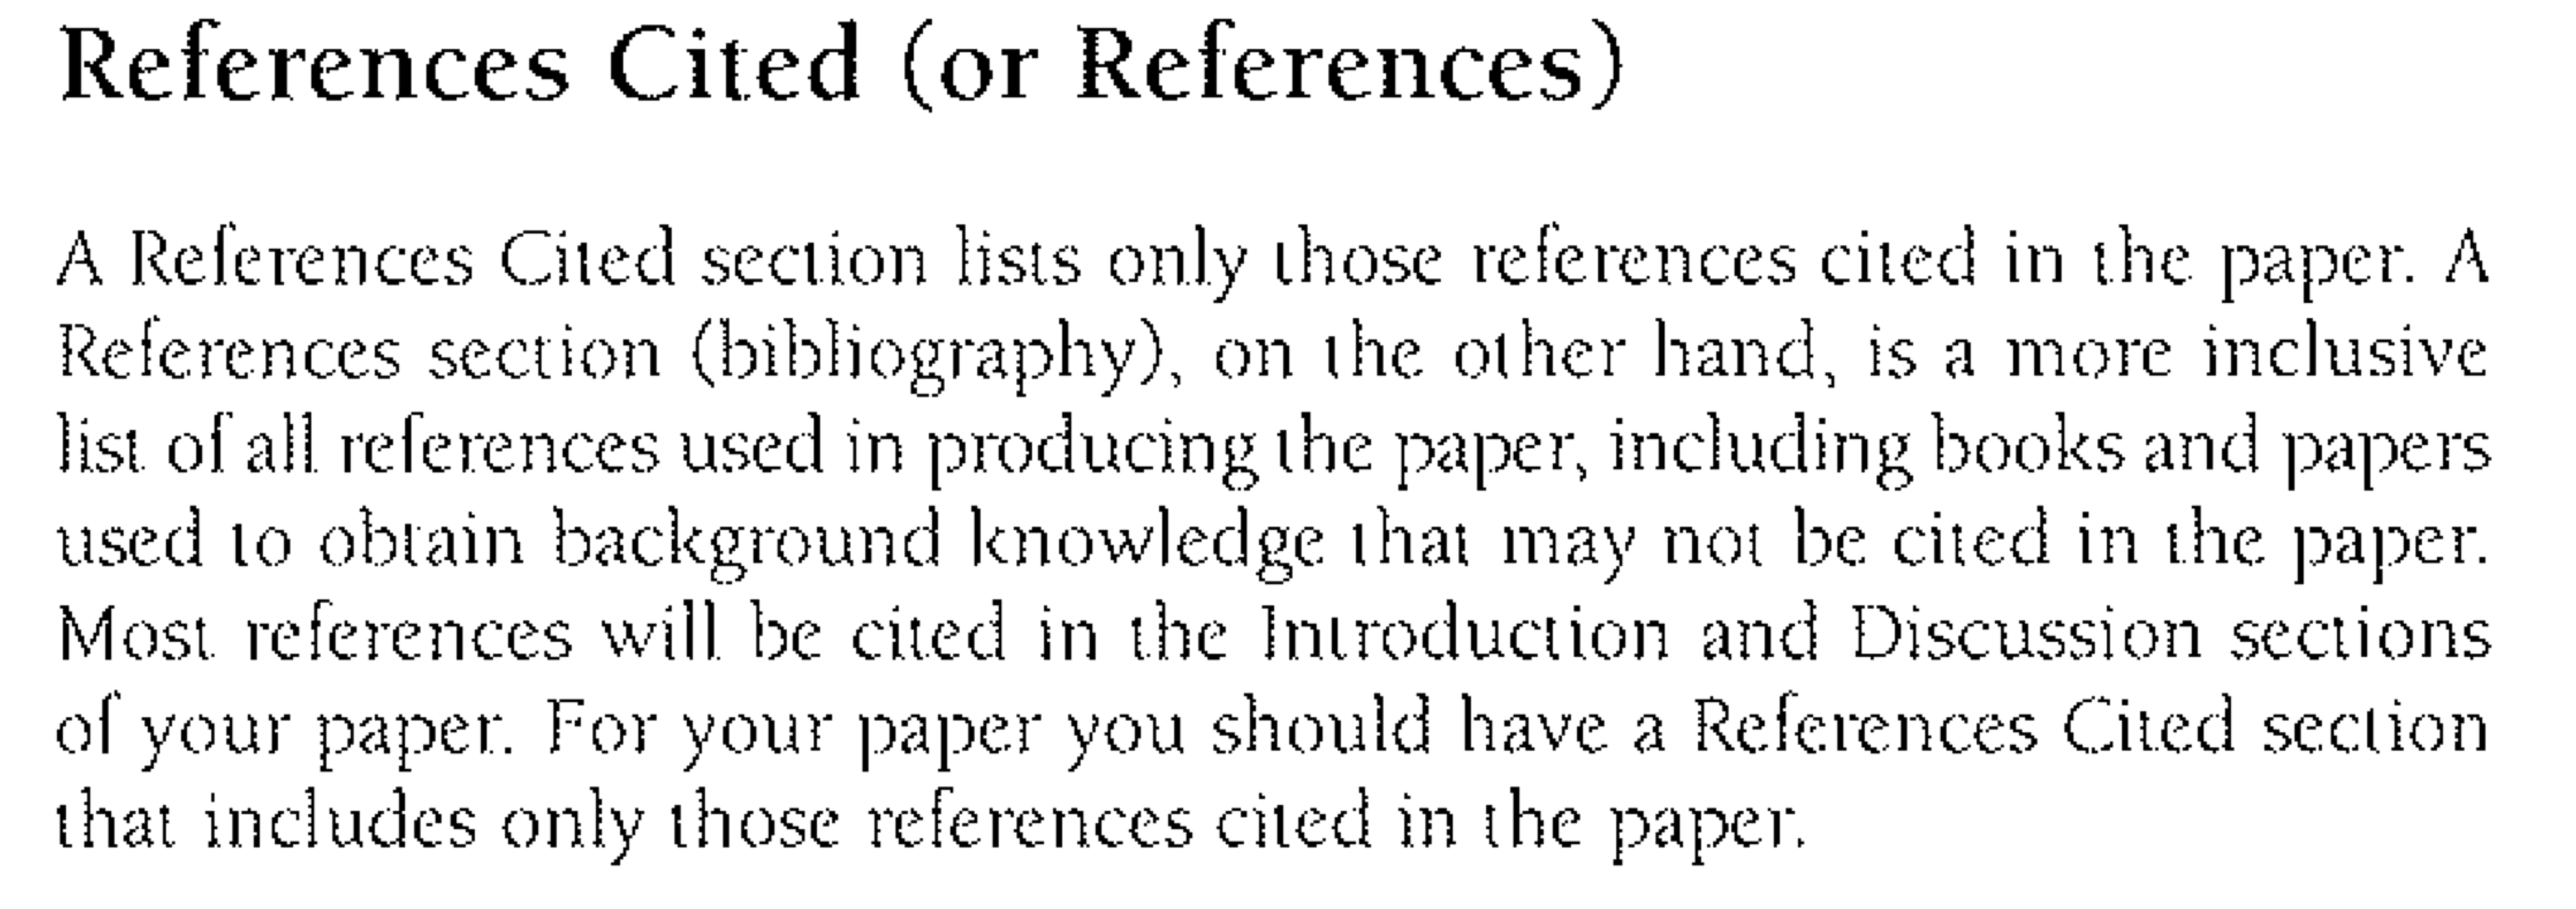 References Cited (or References)
A References Cited section lists only those references cited in the paper. A
References section (bibliography), on the other hand, is a more inclusive
list of all references used in producing the paper, including books and papers
used to obtain background knowledge that may not be cited in the paper.
Most references will be cited in the Introduction and Discussion sections
of your paper. For your paper you should have a References Cited section
that includes only those references cited in the paper.